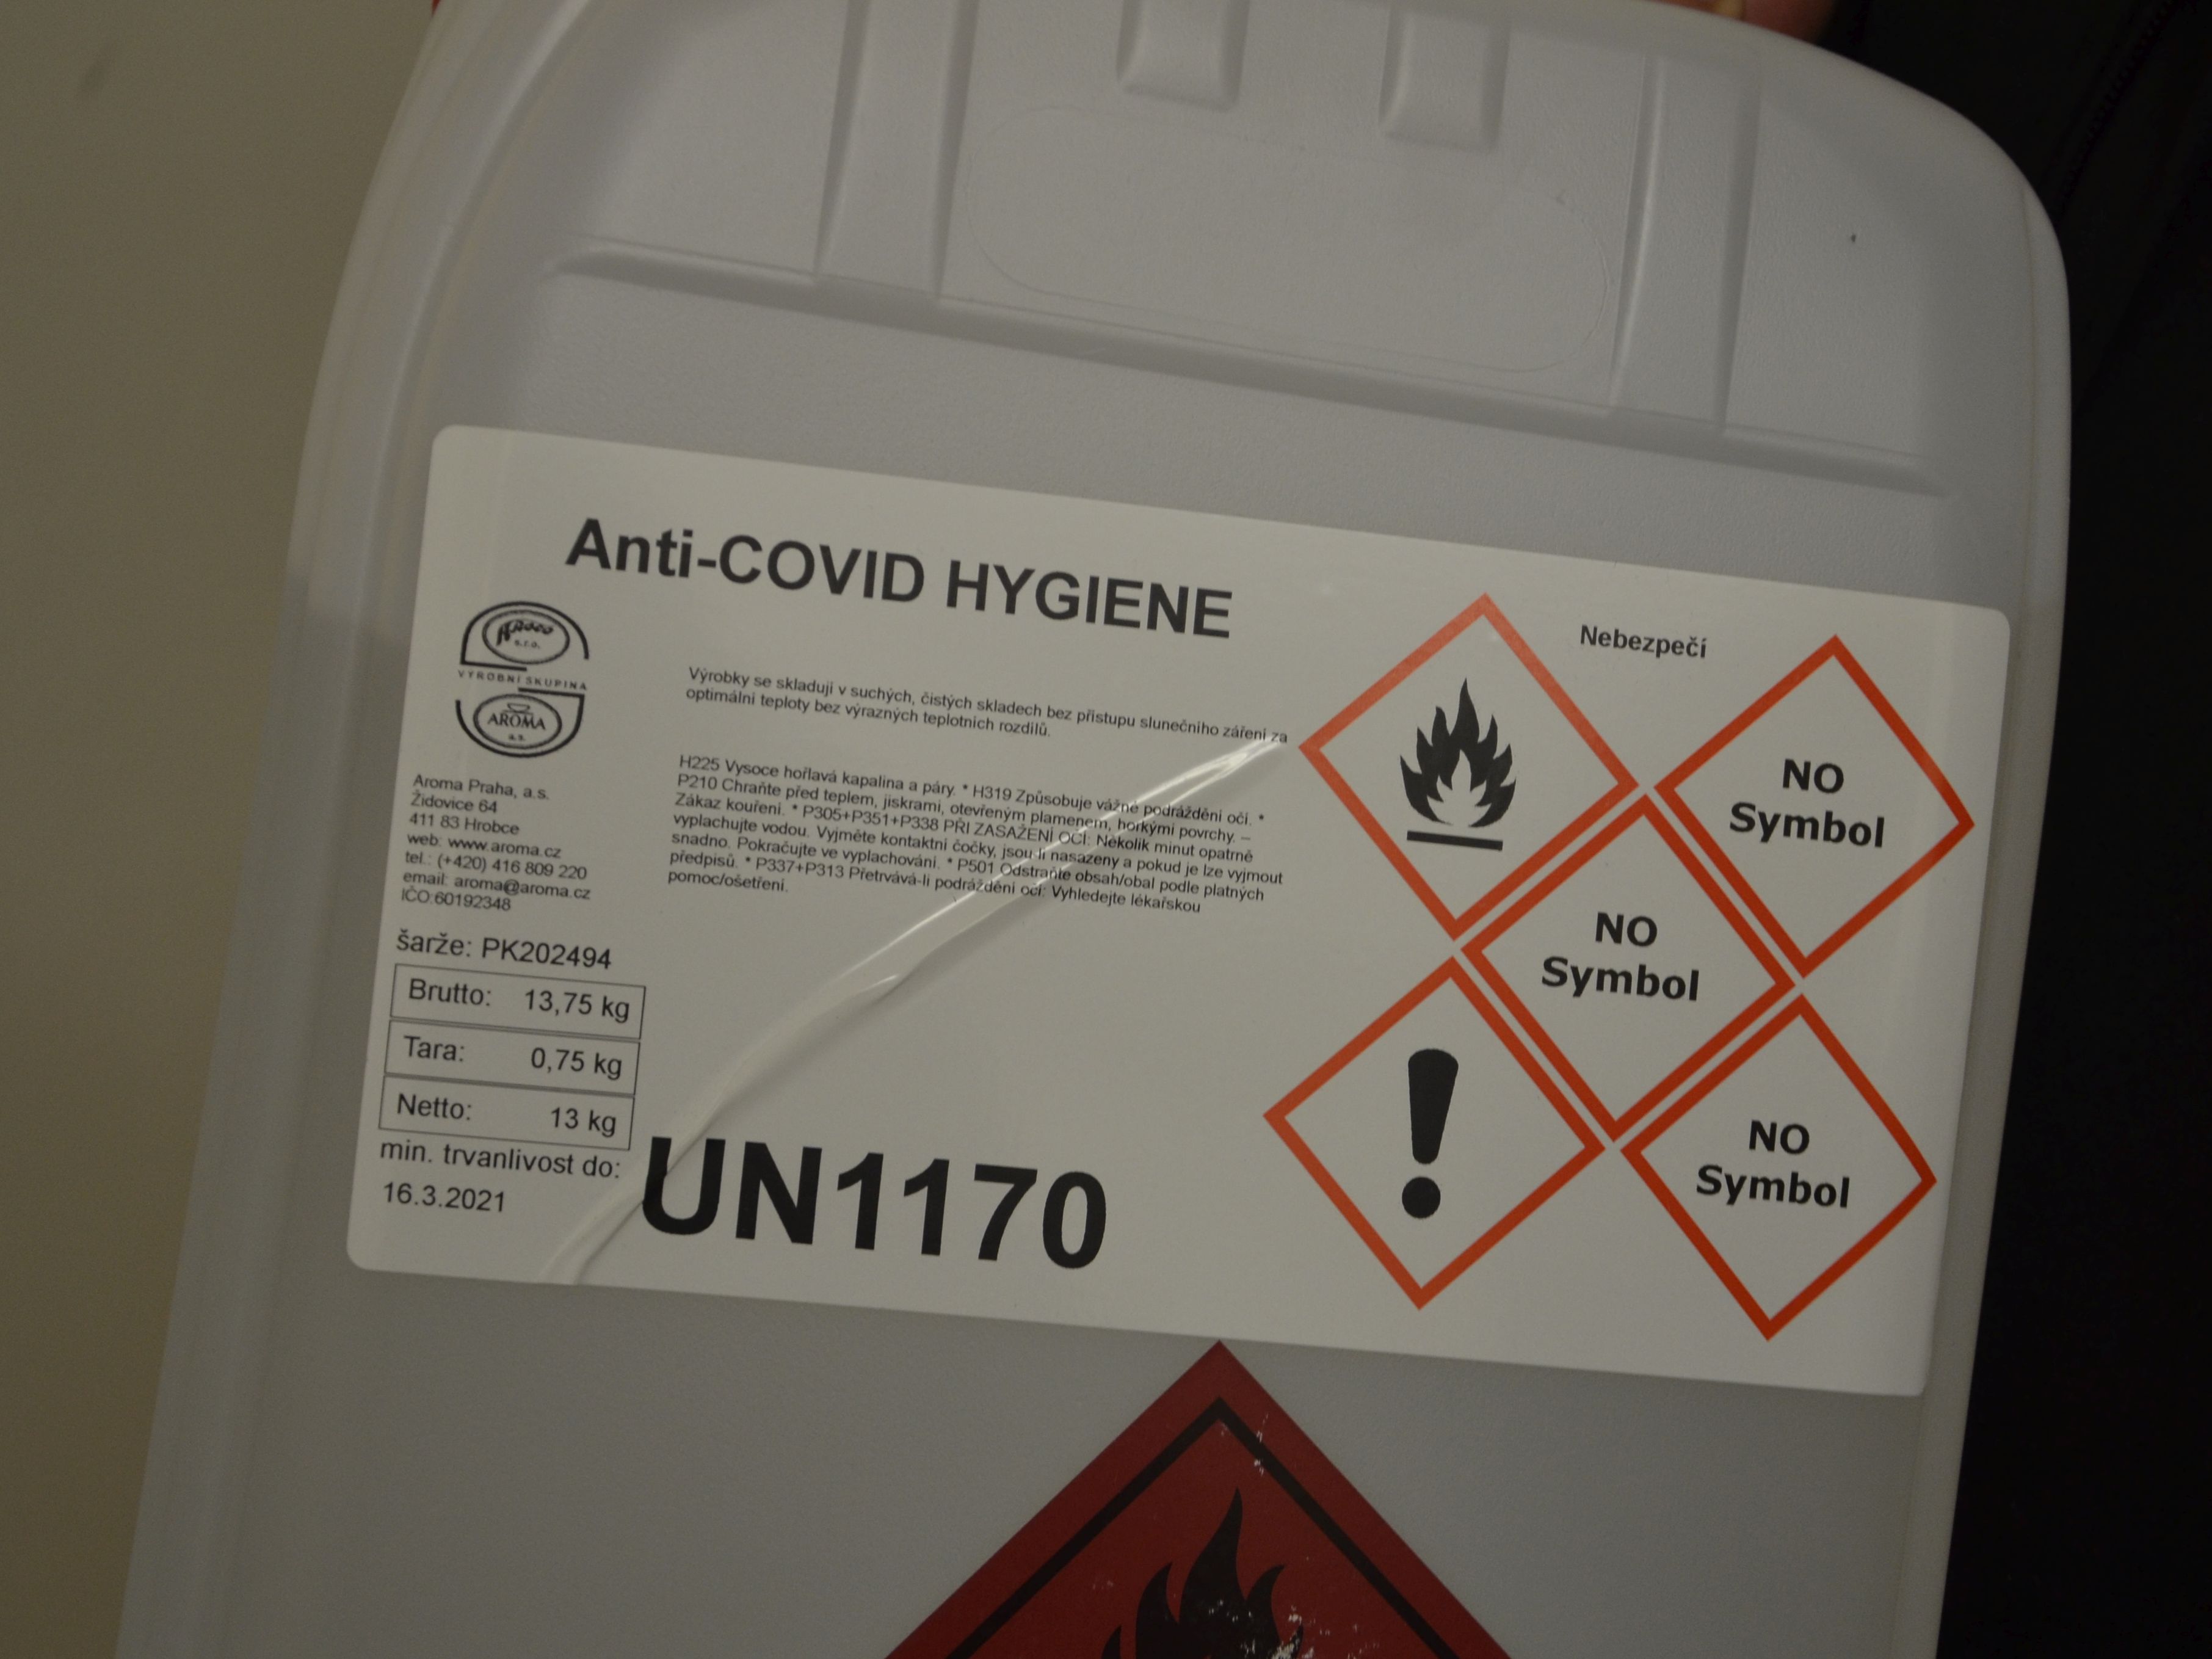 Anti-COVID HYGIENE
s.r.o.
VÝROBNÍ SKUPINA
AROMA
a.s.
Aroma Praha, a.s.
Židovice 64
411 83 Hrobce
web: www.aroma.cz
tel.: (+420) 416 809 220
email: aroma@aroma.cz
IČO:60192348
šarže: PK202494
Brutto: 13,75 kg
Tara: 0,75 kg
Netto: 13 kg
min. trvanlivost do:
16.3.2021
Výrobky se skladují v suchých, čistých skladech bez přístupu slunečního záření za
optimální teploty bez výrazných teplotních rozdílů.
H225 Vysoce hořlavá kapalina a páry. * H319 Způsobuje vážné podráždění očí. *
P210 Chraňte před teplem, jiskrami, otevřeným plamenem, horkými povrchy. –
Zákaz kouření. * P305+P351+P338 PŘI ZASAŽENÍ OČÍ: Několik minut opatrně
vyplachujte vodou. Vyjměte kontaktní čočky, jsou-li nasazeny a pokud je lze vyjmout
snadno. Pokračujte ve vyplachování. * P501 Odstraňte obsah/obal podle platných
předpisů. * P337+P313 Přetrvává-li podráždění očí: Vyhledejte lékařskou
pomoc/ošetření.
UN1170
Nebezpečí
NO
Symbol
NO
Symbol
NO
Symbol